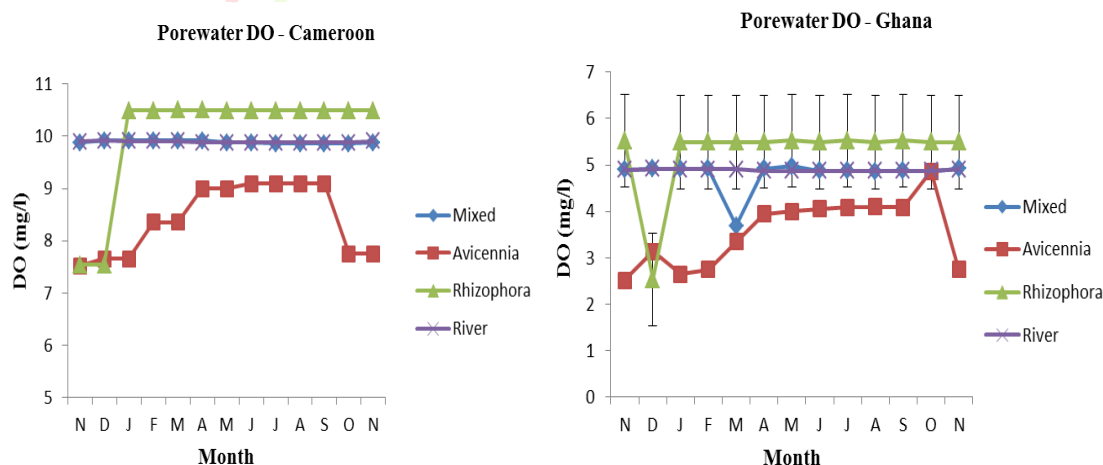 Porewater DO - Cameroon
11
10
9
8
7
6
5
DO (mg/l)
N D J F M A M J J A S O N
Month
Mixed
Avicennia
Rhizophora
River
Porewater DO - Ghana
7
6
5
4
3
2
1
0
DO (mg/l)
N D J F M A M J J A S O N
Month
Mixed
Avicennia
Rhizophora
River